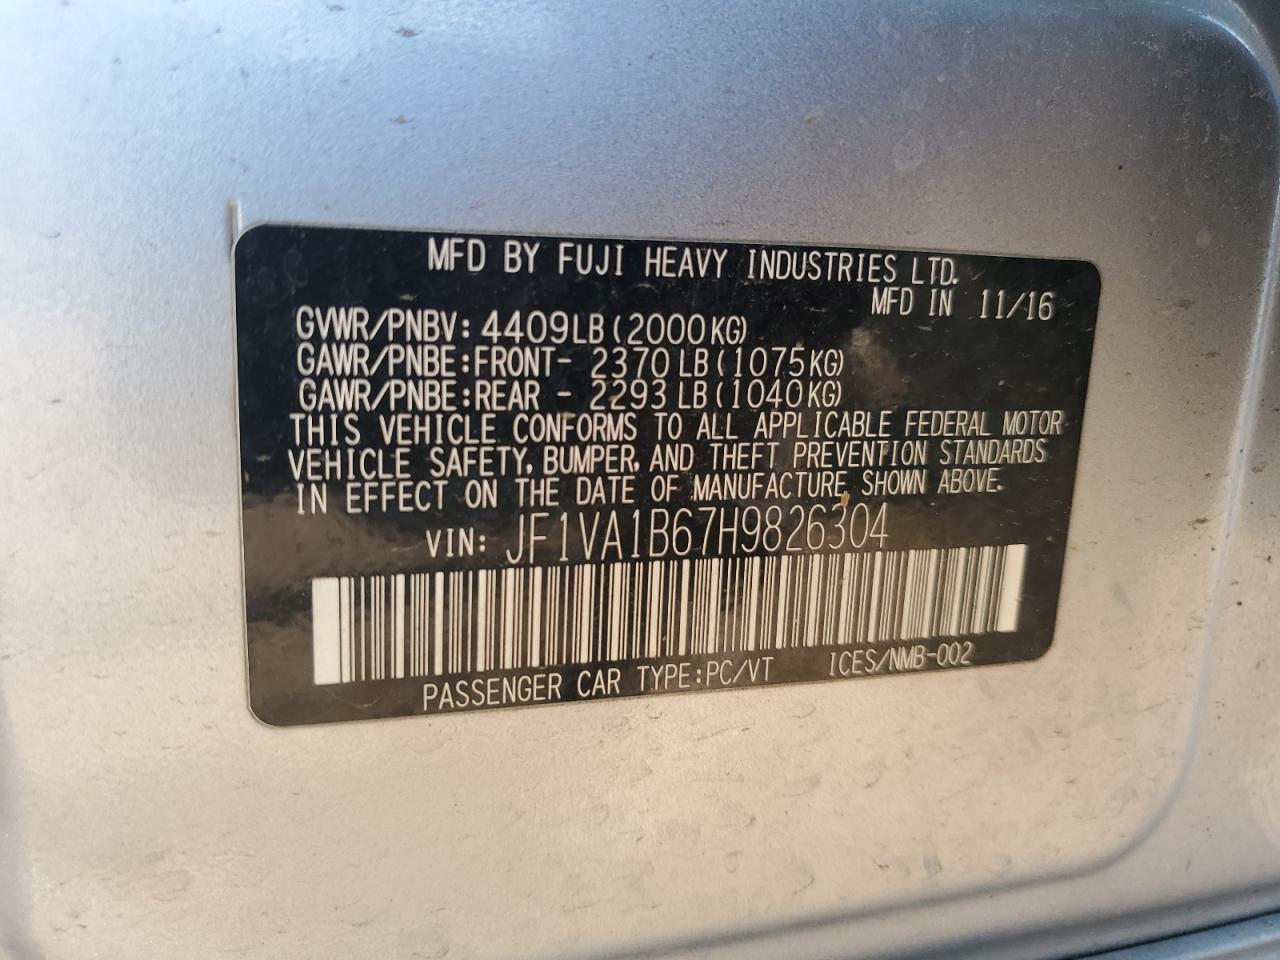 MFD BY FUJI HEAVY INDUSTRIES LTD.
MFD IN 11/16
GVWR/PNBV: 4409LB (2000KG)
GAWR/PNBE:FRONT- 2370 LB (1075KG)
GAWR/PNBE:REAR - 2293 LB (1040KG)
THIS VEHICLE CONFORMS TO ALL APPLICABLE FEDERAL MOTOR
VEHICLE SAFETY, BUMPER, AND THEFT PREVENTION STANDARDS
IN EFFECT ON THE DATE OF MANUFACTURE SHOWN ABOVE.
VIN: JF1VA1B67H9826304
PASSENGER CAR TYPE:PC/VT ICES/NMB-002